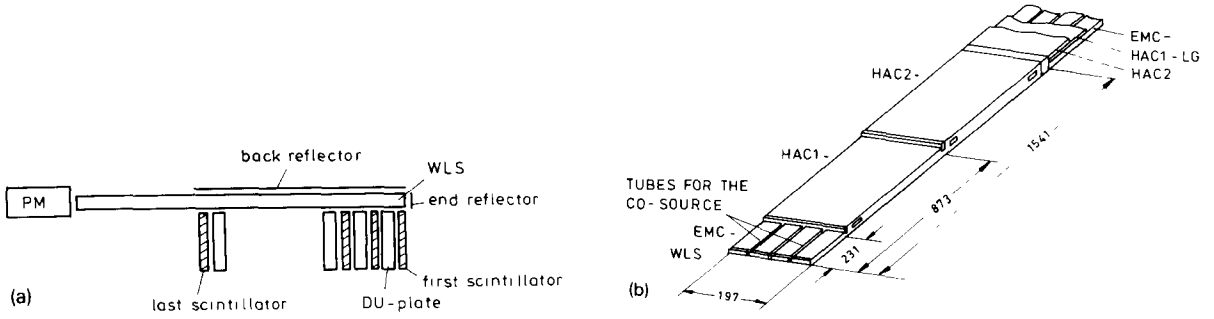 back reflector
WLS
PM
end reflector
first scintillator
last scintillator
DU-plate
(a)
EMC-
HAC1-LG
HAC2
HAC2-
1541-
HAC1-
TUBES FOR THE
CO-SOURCE
873
EMC-
231
WLS
197
(b)